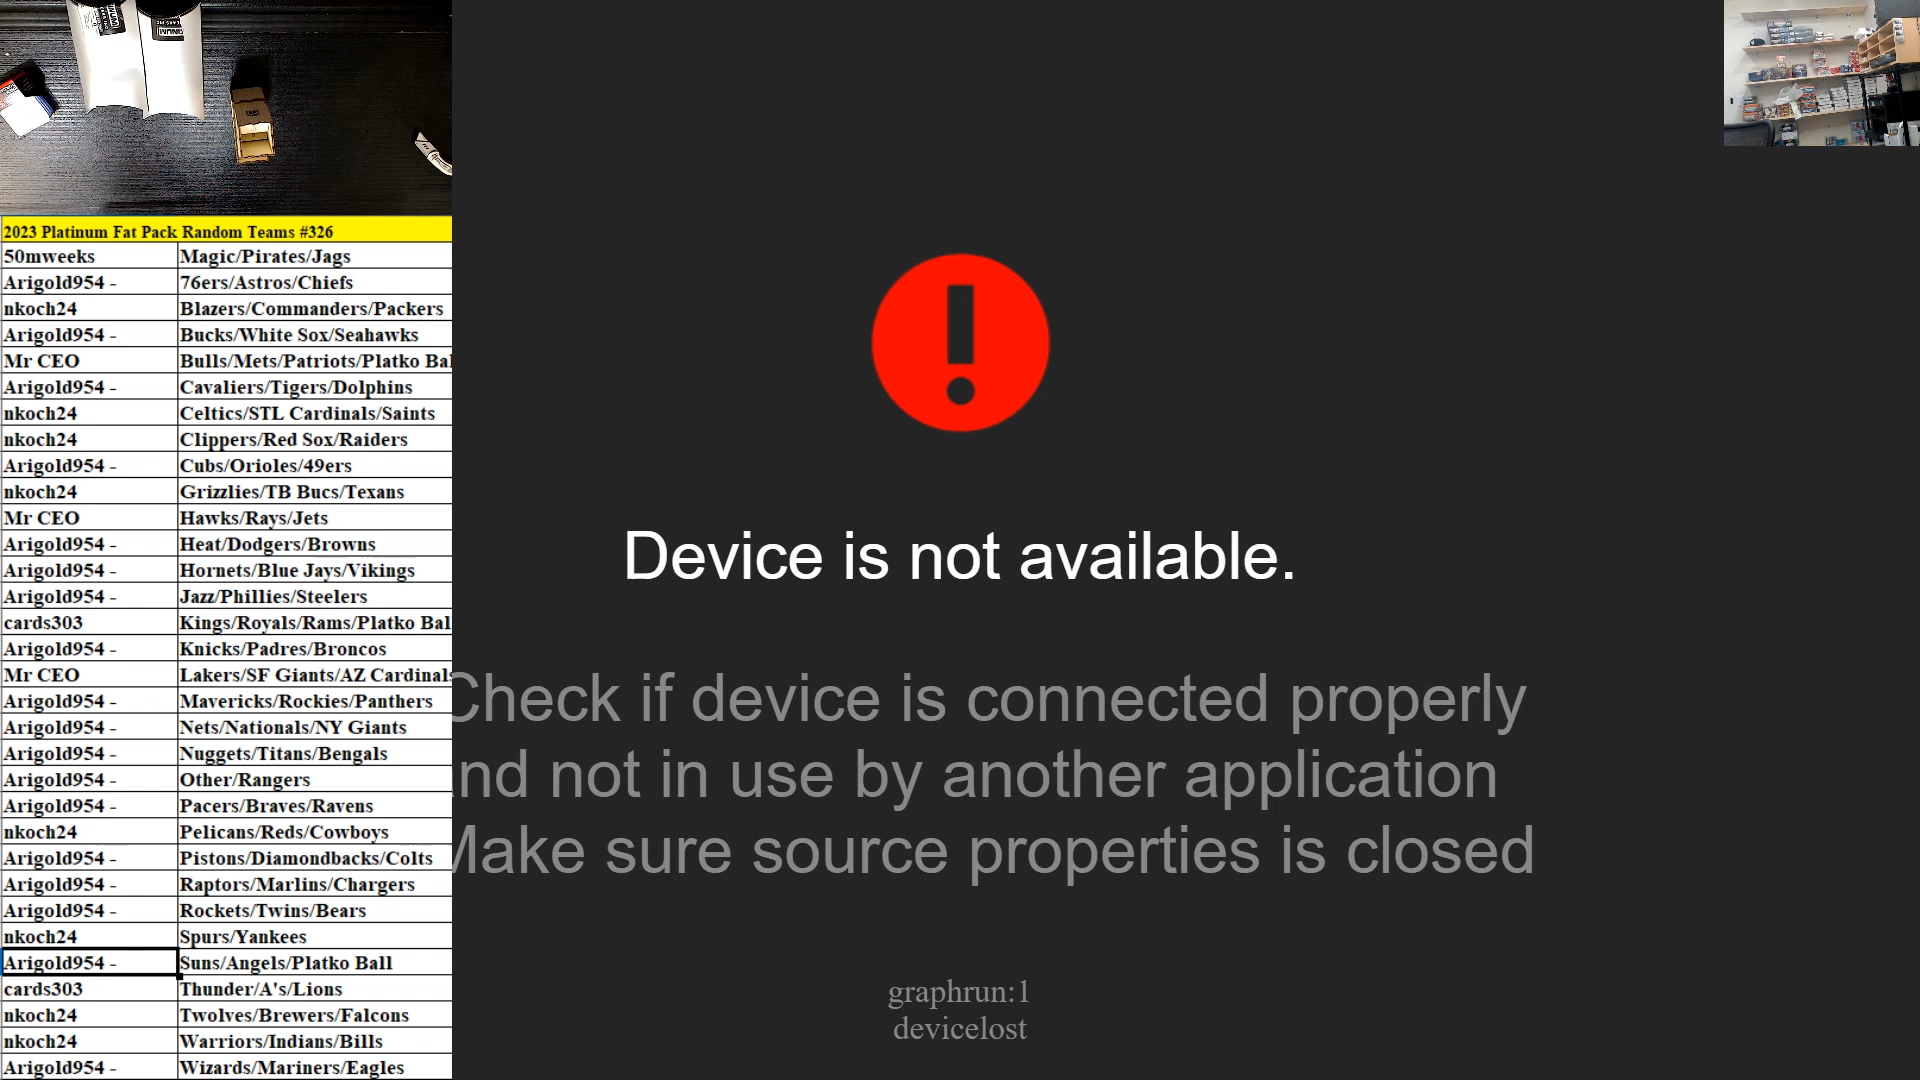 2023 Platinum Fat Pack Random Teams #326
50mweeks Magic/Pirates/Jags
Arigold954 - 76ers/Astros/Chiefs
nkoch24 Blazers/Commanders/Packers
Arigold954 - Bucks/White Sox/Seahawks
Mr CEO Bulls/Mets/Patriots/Platko Bal
Arigold954 - Cavaliers/Tigers/Dolphins
nkoch24 Celtics/STL Cardinals/Saints
nkoch24 Clippers/Red Sox/Raiders
Arigold954 - Cubs/Orioles/49ers
nkoch24 Grizzlies/TB Bucs/Texans
Mr CEO Hawks/Rays/Jets
Arigold954 - Heat/Dodgers/Browns
Arigold954 - Hornets/Blue Jays/Vikings
Arigold954 - Jazz/Phillies/Steelers
cards303 Kings/Royals/Rams/Platko Bal
Arigold954 - Knicks/Padres/Broncos
Mr CEO Lakers/SF Giants/AZ Cardinals
Arigold954 - Mavericks/Rockies/Panthers
Arigold954 - Nets/Nationals/NY Giants
Arigold954 - Nuggets/Titans/Bengals
Arigold954 - Other/Rangers
Arigold954 - Pacers/Braves/Ravens
nkoch24 Pelicans/Reds/Cowboys
Arigold954 - Pistons/Diamondbacks/Colts
Arigold954 - Raptors/Marlins/Chargers
Arigold954 - Rockets/Twins/Bears
nkoch24 Spurs/Yankees
Arigold954 - Suns/Angels/Platko Ball
cards303 Thunder/A's/Lions
nkoch24 Twolves/Brewers/Falcons
nkoch24 Warriors/Indians/Bills
Arigold954 - Wizards/Mariners/Eagles
Device is not available.
Check if device is connected properly
nd not in use by another application
Make sure source properties is closed
graphrun:1
devicelost